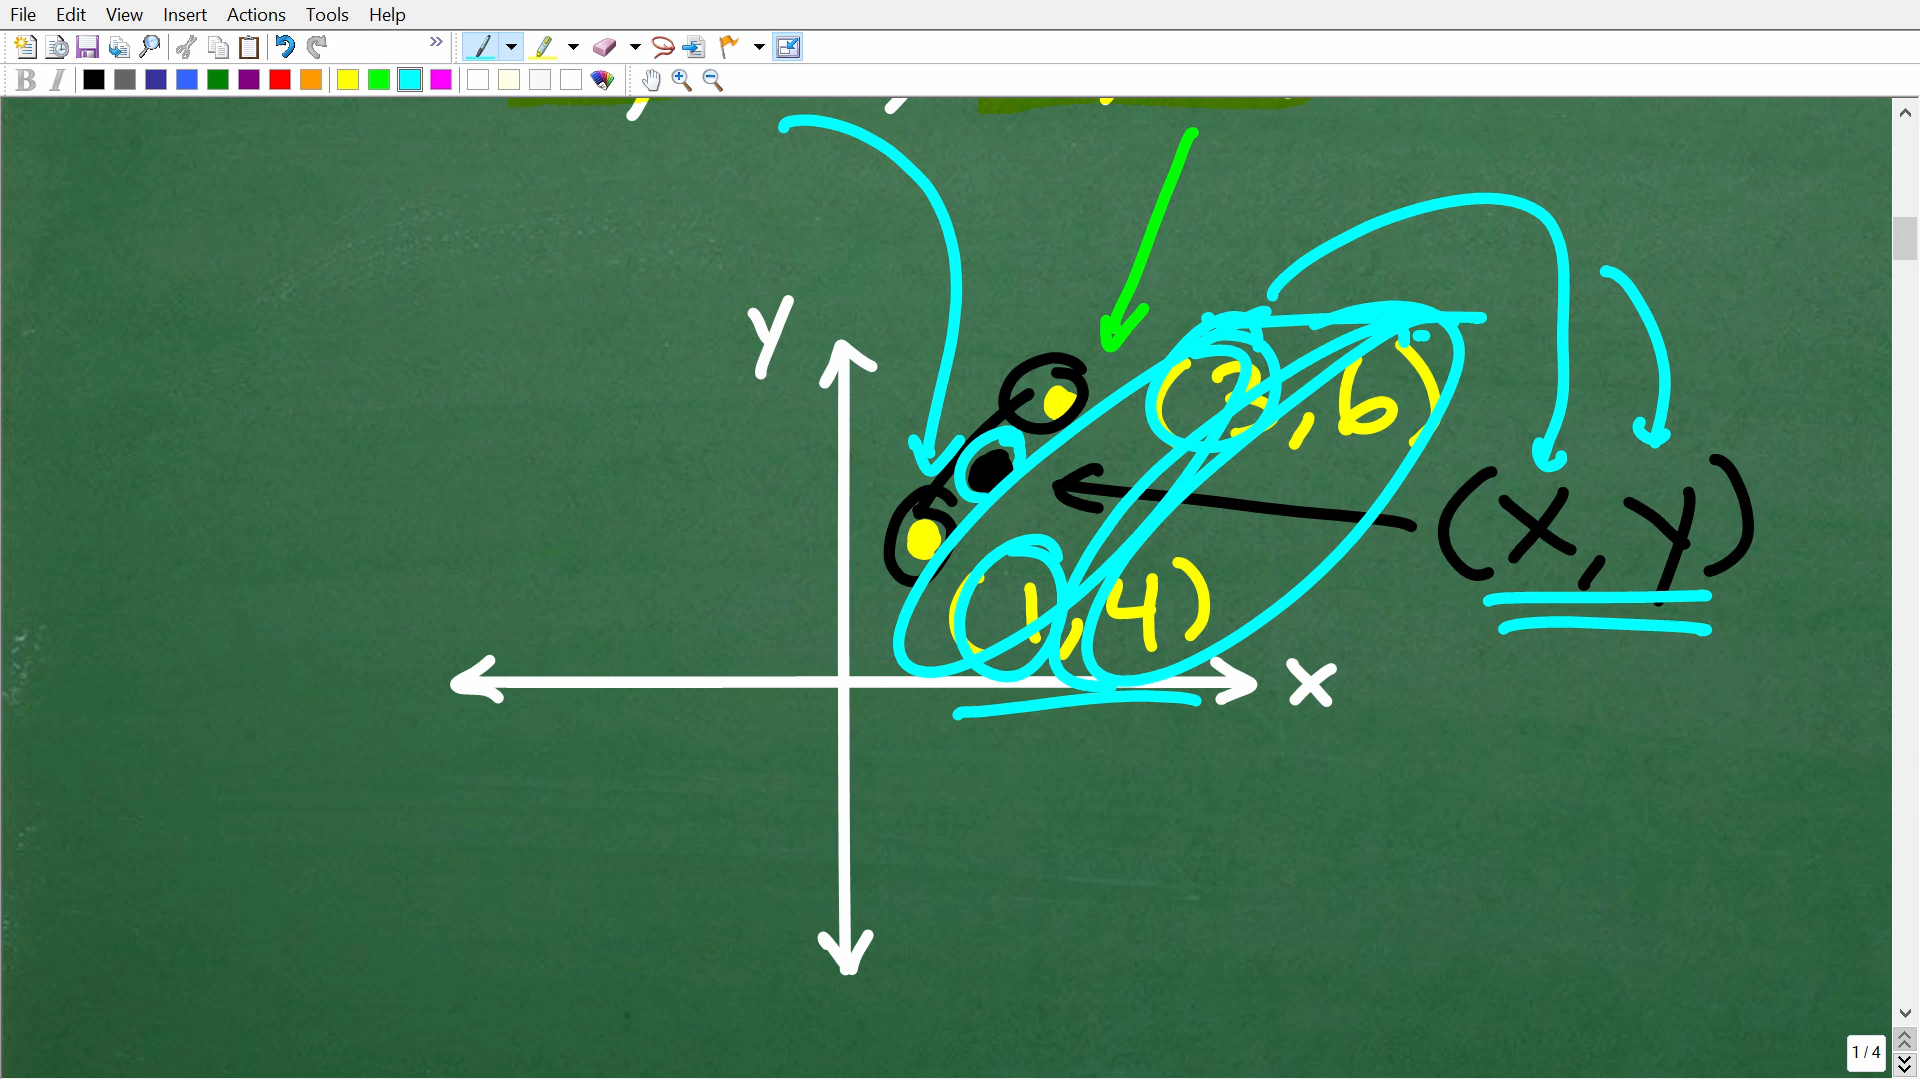 File Edit View Insert Actions Tools Help
B I
Y
(3, 6)
(x, y)
(1, 4)
x
1 / 4